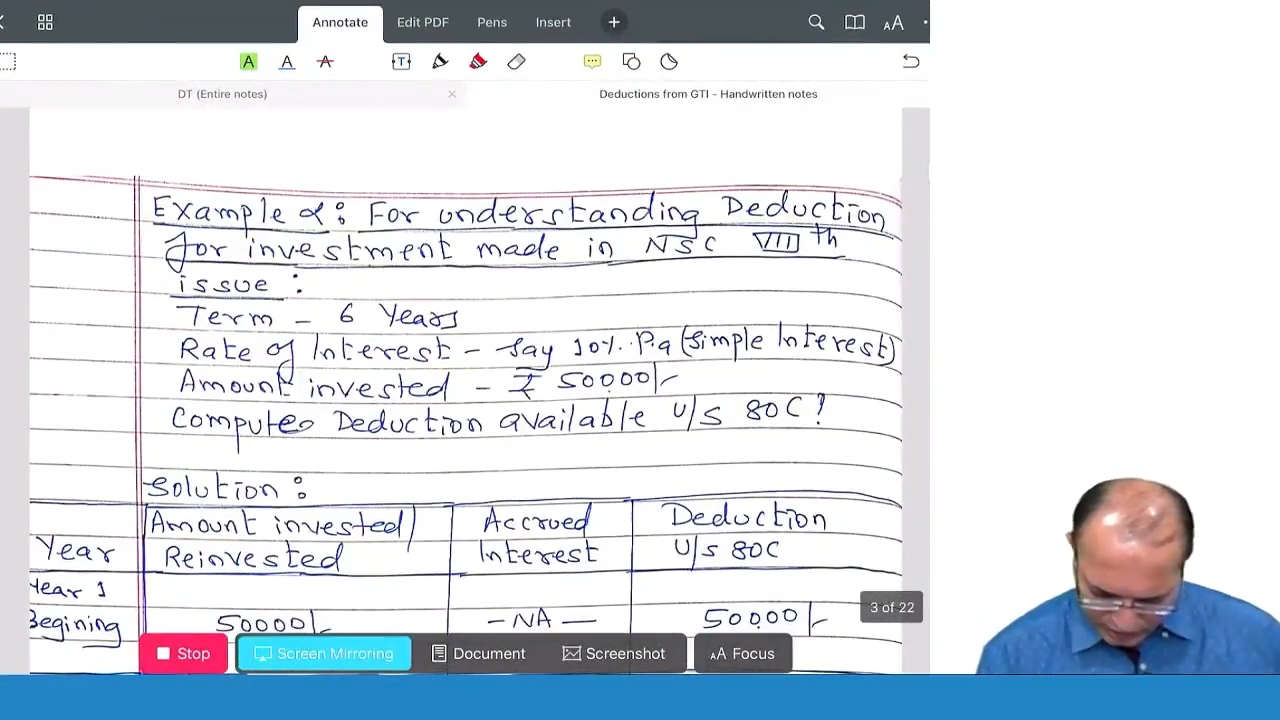 Annotate Edit PDF Pens Insert +
AA
A A A T
DT (Entire notes) × Deductions from GTI - Handwritten notes
Example α: For understanding Deduction
for investment made in NSC VIII th
issue :
Term - 6 Years
Rate of Interest - say 10% P.a (Simple Interest)
Amount invested - ₹ 50000/-
Compute Deduction available U/s 80C?
Solution :
Year Amount invested/ Reinvested Accrued Interest Deduction U/s 80C
Year 1
Begining 50000/- - NA - 50000/-
3 of 22
Stop Screen Mirroring Document Screenshot AA Focus